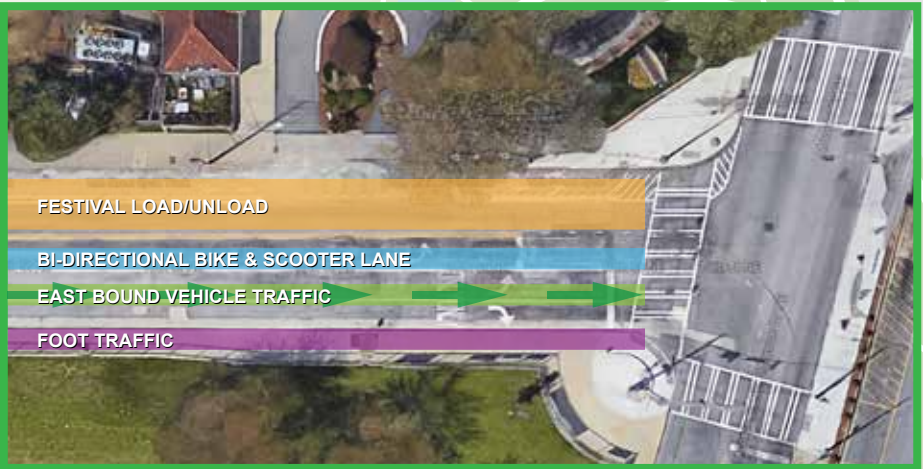 FESTIVAL LOAD/UNLOAD
BI-DIRECTIONAL BIKE & SCOOTER LANE
EAST BOUND VEHICLE TRAFFIC
FOOT TRAFFIC